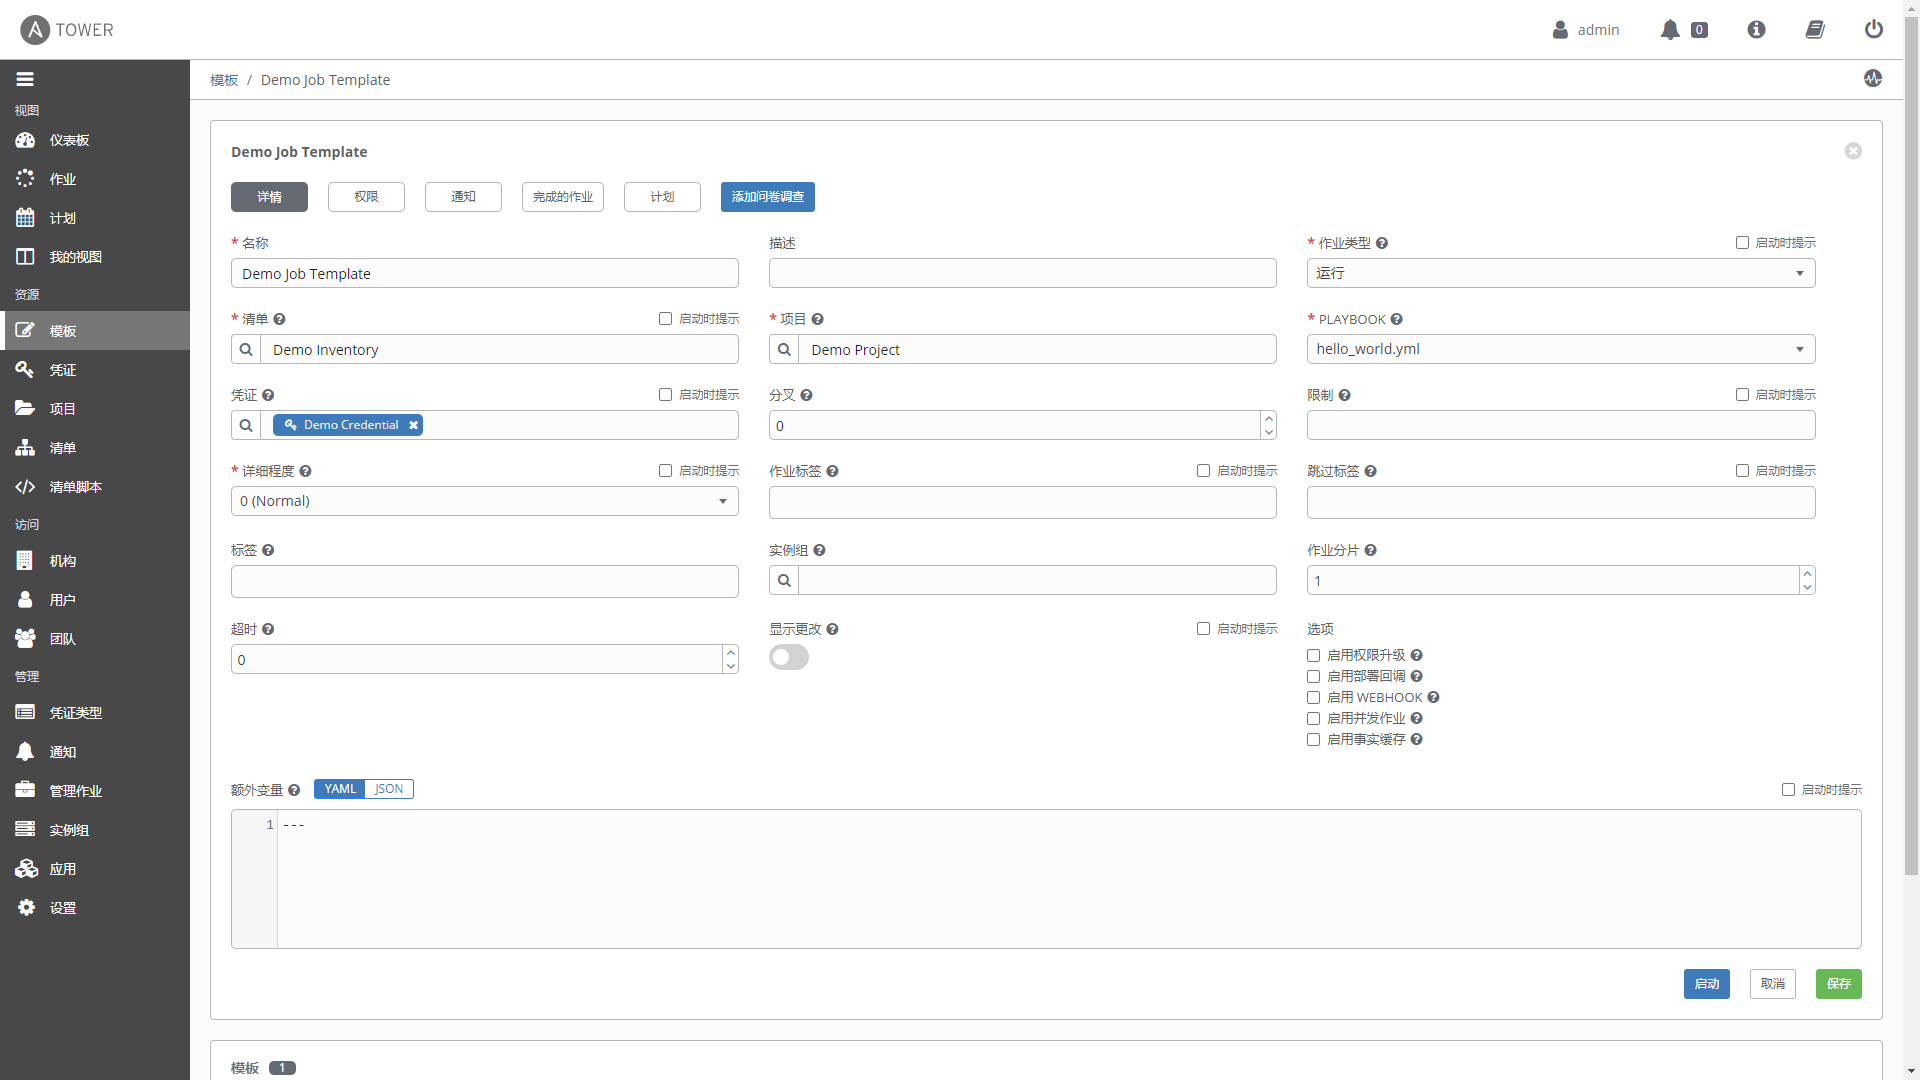 TOWER
admin
0
视图
仪表板
作业
计划
我的视图
资源
模板
凭证
项目
清单
清单脚本
访问
机构
用户
团队
管理
凭证类型
通知
管理作业
实例组
应用
设置
模板 / Demo Job Template
Demo Job Template
详情 权限 通知 完成的作业 计划 添加问卷调查
* 名称 描述 * 作业类型 启动时提示
Demo Job Template 运行
* 清单 启动时提示 * 项目 * PLAYBOOK
Demo Inventory Demo Project hello_world.yml
凭证 启动时提示 分叉 限制 启动时提示
Demo Credential 0
* 详细程度 启动时提示 作业标签 启动时提示 跳过标签 启动时提示
0 (Normal)
标签 实例组 作业分片
1
超时 显示更改 启动时提示 选项
0
启用权限升级
启用部署回调
启用 WEBHOOK
启用并发作业
启用事实缓存
额外变量 YAML JSON 启动时提示
1 ---
启动 取消 保存
模板 1